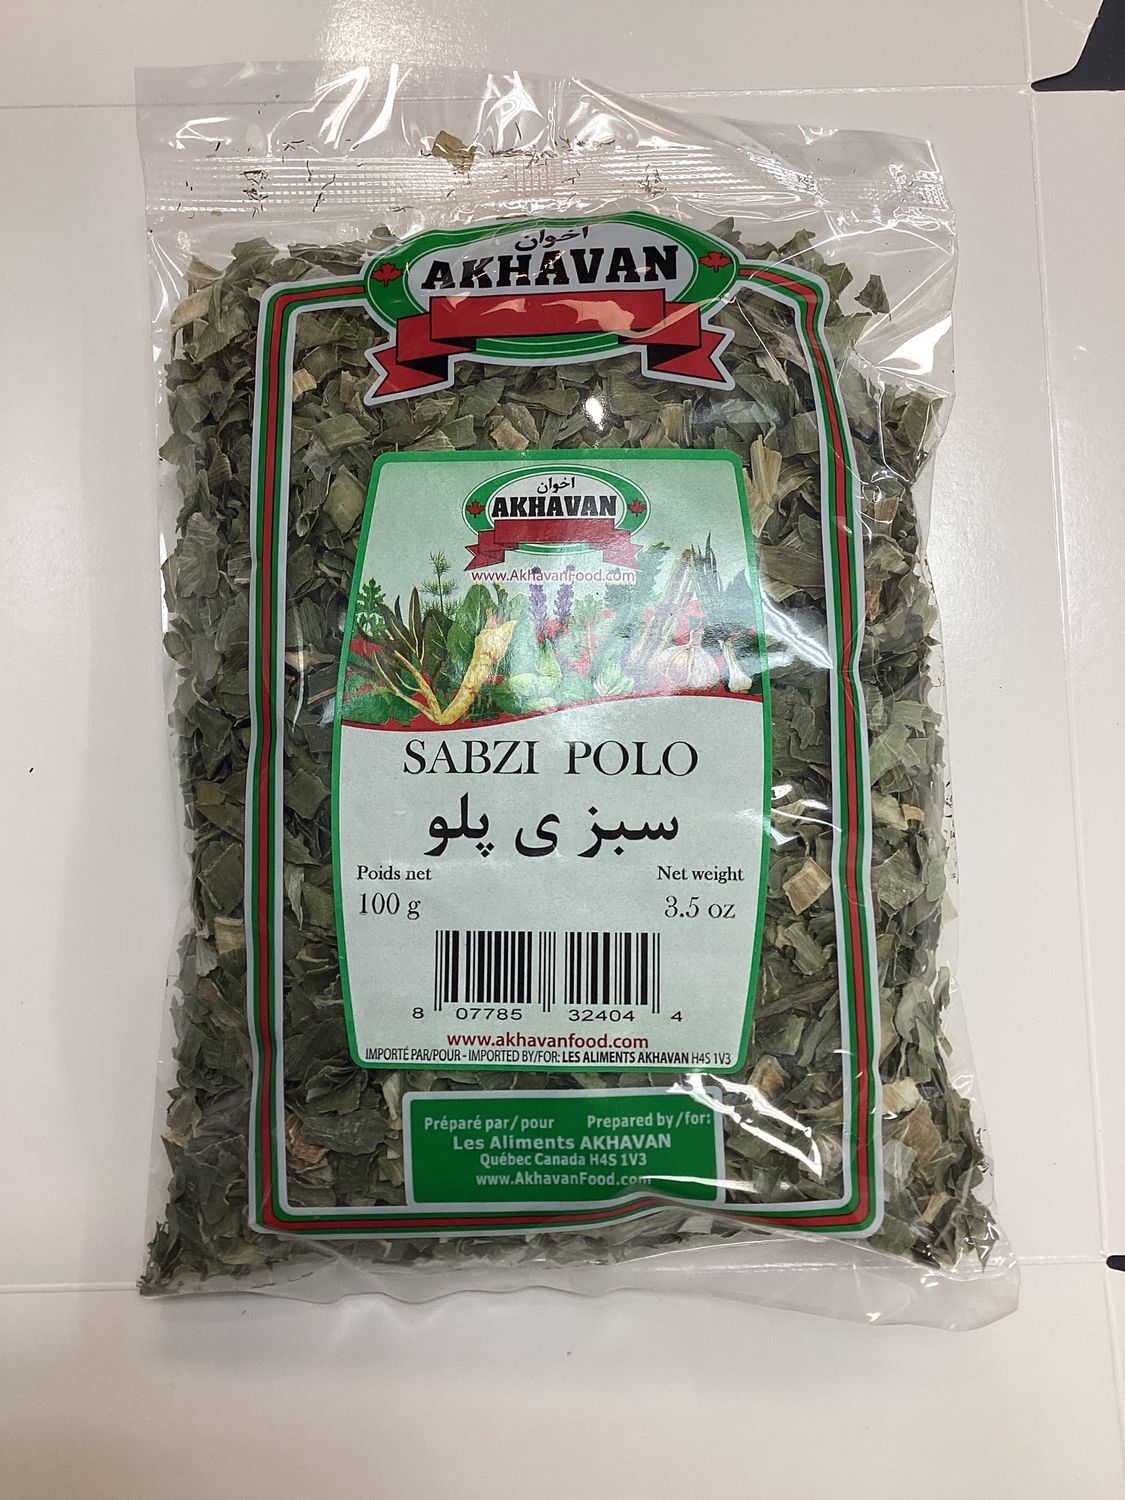 اخوان
AKHAVAN
اخوان
AKHAVAN
www.AkhavanFood.com
SABZI POLO
سبز ی پلو
Poids net Net weight
100 g 3.5 oz
8 07785 32404 4
www.akhavanfood.com
IMPORTÉ PAR/POUR - IMPORTED BY/FOR: LES ALIMENTS AKHAVAN H4S 1V3
Préparé par/pour Prepared by/for:
Les Aliments AKHAVAN
Québec Canada H4S 1V3
www.AkhavanFood.com